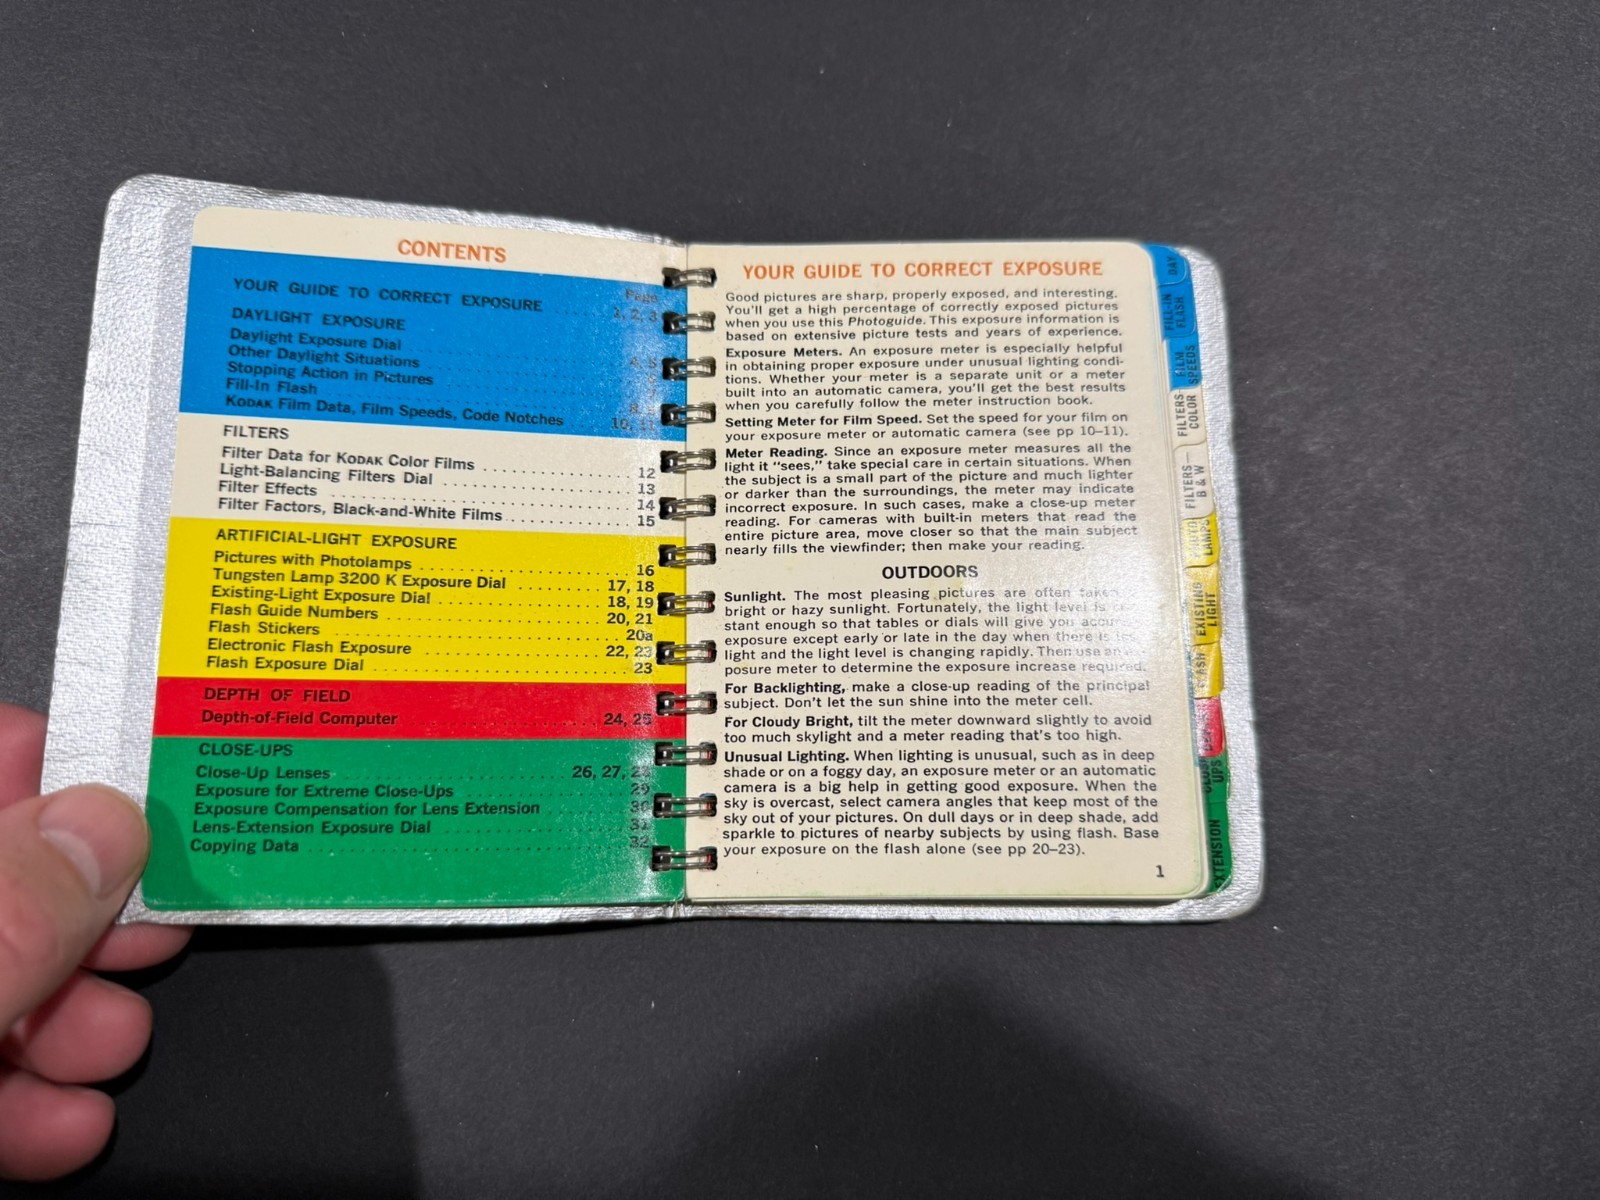 CONTENTS
Page
YOUR GUIDE TO CORRECT EXPOSURE ..... 1, 2, 3
DAYLIGHT EXPOSURE
Daylight Exposure Dial
Other Daylight Situations 4, 5
Stopping Action in Pictures
Fill-In Flash
KODAK Film Data, Film Speeds, Code Notches ... 10, 11
FILTERS
Filter Data for KODAK Color Films ..... 12
Light-Balancing Filters Dial ..... 13
Filter Effects ..... 14
Filter Factors, Black-and-White Films ..... 15
ARTIFICIAL-LIGHT EXPOSURE
Pictures with Photolamps ..... 16
Tungsten Lamp 3200 K Exposure Dial ..... 17, 18
Existing-Light Exposure Dial ..... 18, 19
Flash Guide Numbers ..... 20, 21
Flash Stickers ..... 20a
Electronic Flash Exposure ..... 22, 23
Flash Exposure Dial ..... 23
DEPTH OF FIELD
Depth-of-Field Computer ..... 24, 25
CLOSE-UPS
Close-Up Lenses ..... 26, 27,
Exposure for Extreme Close-Ups ..... 29
Exposure Compensation for Lens Extension ..... 30
Lens-Extension Exposure Dial ..... 31
Copying Data ..... 32
YOUR GUIDE TO CORRECT EXPOSURE
Good pictures are sharp, properly exposed, and interesting.
You'll get a high percentage of correctly exposed pictures
when you use this Photoguide. This exposure information is
based on extensive picture tests and years of experience.
Exposure Meters. An exposure meter is especially helpful
in obtaining proper exposure under unusual lighting condi-
tions. Whether your meter is a separate unit or a meter
built into an automatic camera, you'll get the best results
when you carefully follow the meter instruction book.
Setting Meter for Film Speed. Set the speed for your film on
your exposure meter or automatic camera (see pp 10–11).
Meter Reading. Since an exposure meter measures all the
light it “sees,” take special care in certain situations. When
the subject is a small part of the picture and much lighter
or darker than the surroundings, the meter may indicate
incorrect exposure. In such cases, make a close-up meter
reading. For cameras with built-in meters that read the
entire picture area, move closer so that the main subject
nearly fills the viewfinder; then make your reading.
OUTDOORS
Sunlight. The most pleasing pictures are often taken
bright or hazy sunlight. Fortunately, the light level is
stant enough so that tables or dials will give you
exposure except early or late in the day when there is
light and the light level is changing rapidly. Then use an
posure meter to determine the exposure increase required.
For Backlighting, make a close-up reading of the principal
subject. Don't let the sun shine into the meter cell.
For Cloudy Bright, tilt the meter downward slightly to avoid
too much skylight and a meter reading that's too high.
Unusual Lighting. When lighting is unusual, such as in deep
shade or on a foggy day, an exposure meter or an automatic
camera is a big help in getting good exposure. When the
sky is overcast, select camera angles that keep most of the
sky out of your pictures. On dull days or in deep shade, add
sparkle to pictures of nearby subjects by using flash. Base
your exposure on the flash alone (see pp 20–23).
1
DAY
FILL-IN
FLASH
FILM
SPEEDS
FILTERS
COLOR
FILTERS—
B & W
PHOTO
LAMPS
EXISTING
LIGHT
FLASH
UPS
EXTENSION